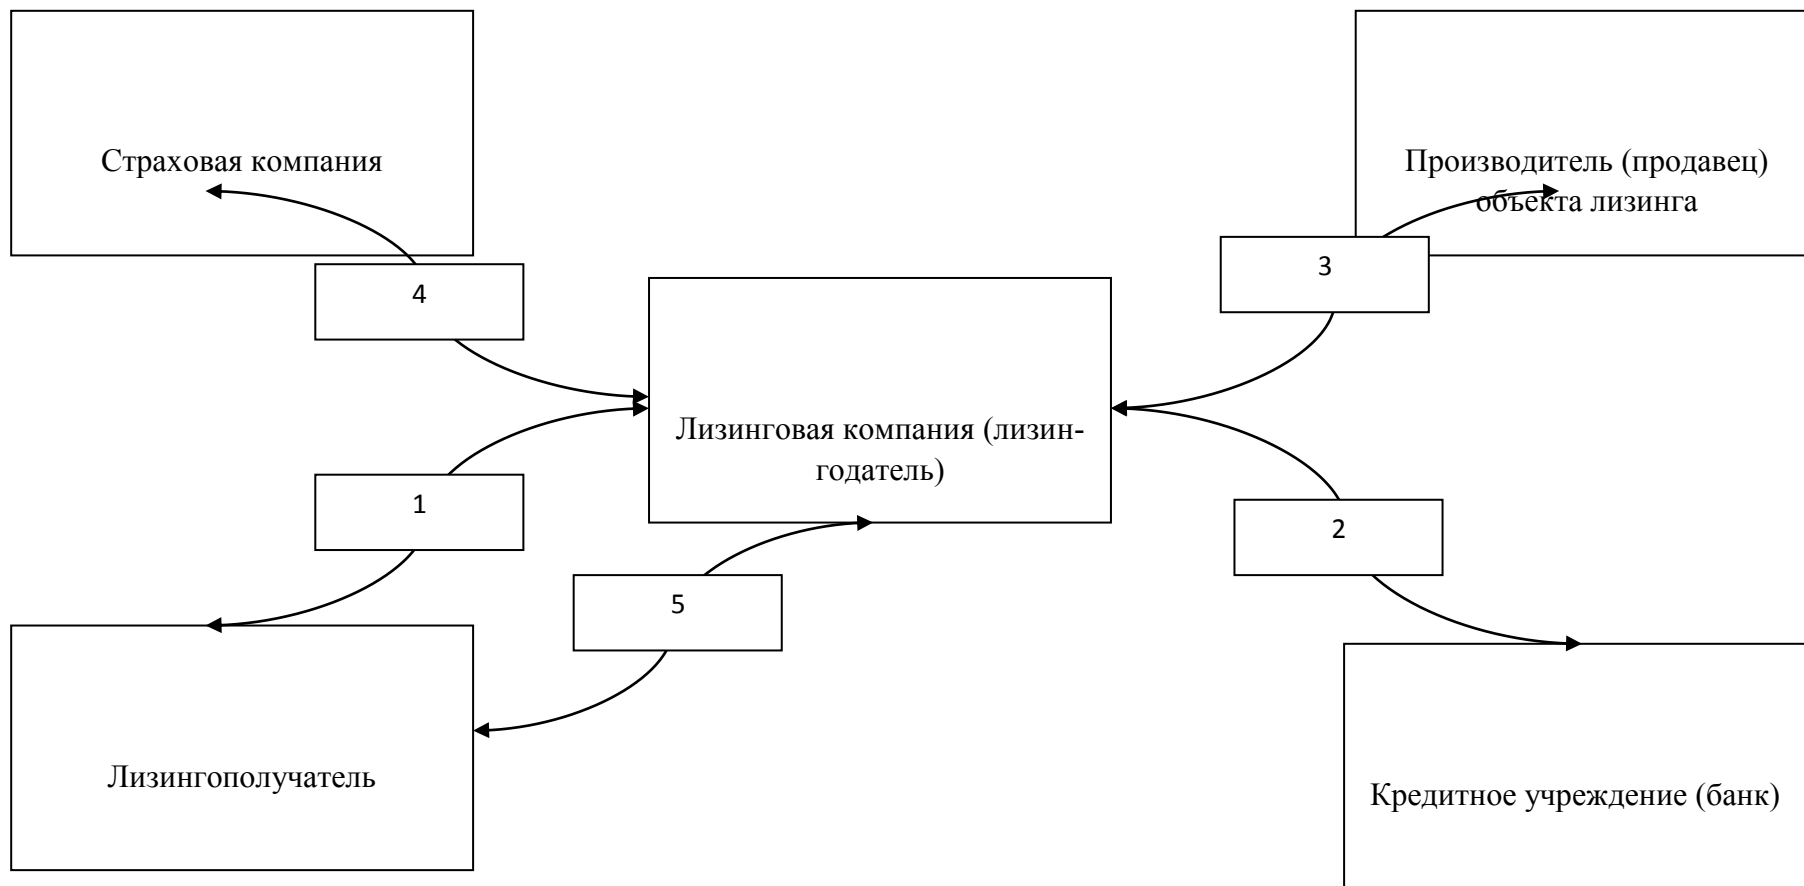 Страховая компания
Производитель (продавец)
объекта лизинга
4
3
Лизинговая компания (лизин-
годатель)
1
2
5
Лизингополучатель
Кредитное учреждение (банк)